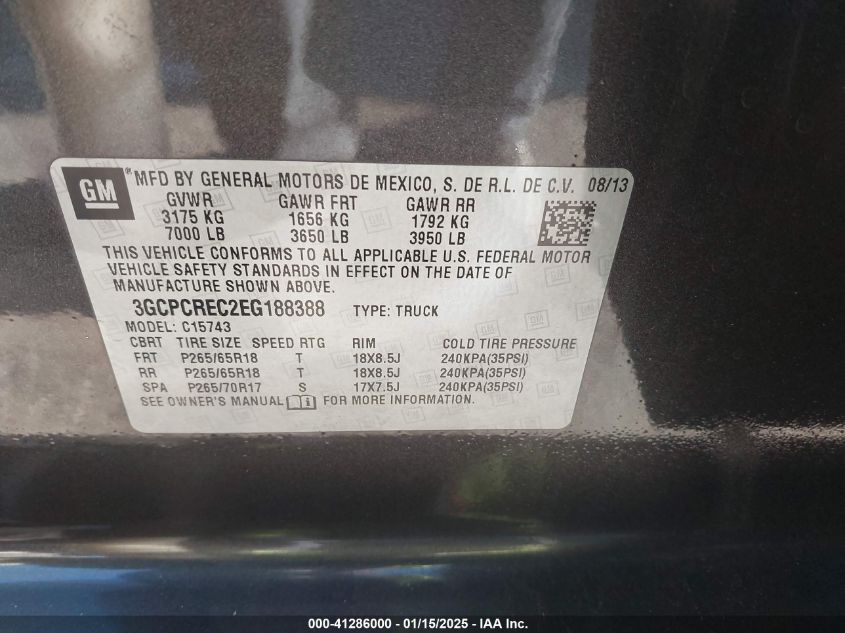 GM ® MFD BY GENERAL MOTORS DE MEXICO, S. DE R.L. DE C.V. 08/13
GVWR GAWR FRT GAWR RR
3175 KG 1656 KG 1792 KG
7000 LB 3650 LB 3950 LB
THIS VEHICLE CONFORMS TO ALL APPLICABLE U.S. FEDERAL MOTOR
VEHICLE SAFETY STANDARDS IN EFFECT ON THE DATE OF
MANUFACTURE SHOWN ABOVE.
3GCPCREC2EG188388 TYPE: TRUCK
MODEL: C15743
CBRT TIRE SIZE SPEED RTG RIM COLD TIRE PRESSURE
FRT P265/65R18 T 18X8.5J 240KPA(35PSI)
RR P265/65R18 T 18X8.5J 240KPA(35PSI)
SPA P265/70R17 S 17X7.5J 240KPA(35PSI)
SEE OWNER'S MANUAL FOR MORE INFORMATION.
000-41286000 - 01/15/2025 - IAA Inc.